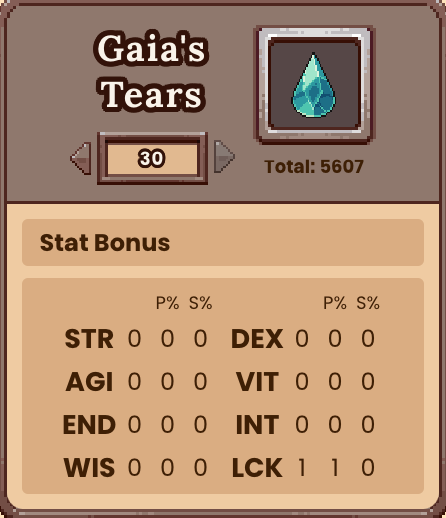 Gaia's
Tears
30
Total: 5607
Stat Bonus
P% S% P% S%
STR 0 0 0 DEX 0 0 0
AGI 0 0 0 VIT 0 0 0
END 0 0 0 INT 0 0 0
WIS 0 0 0 LCK 1 1 0